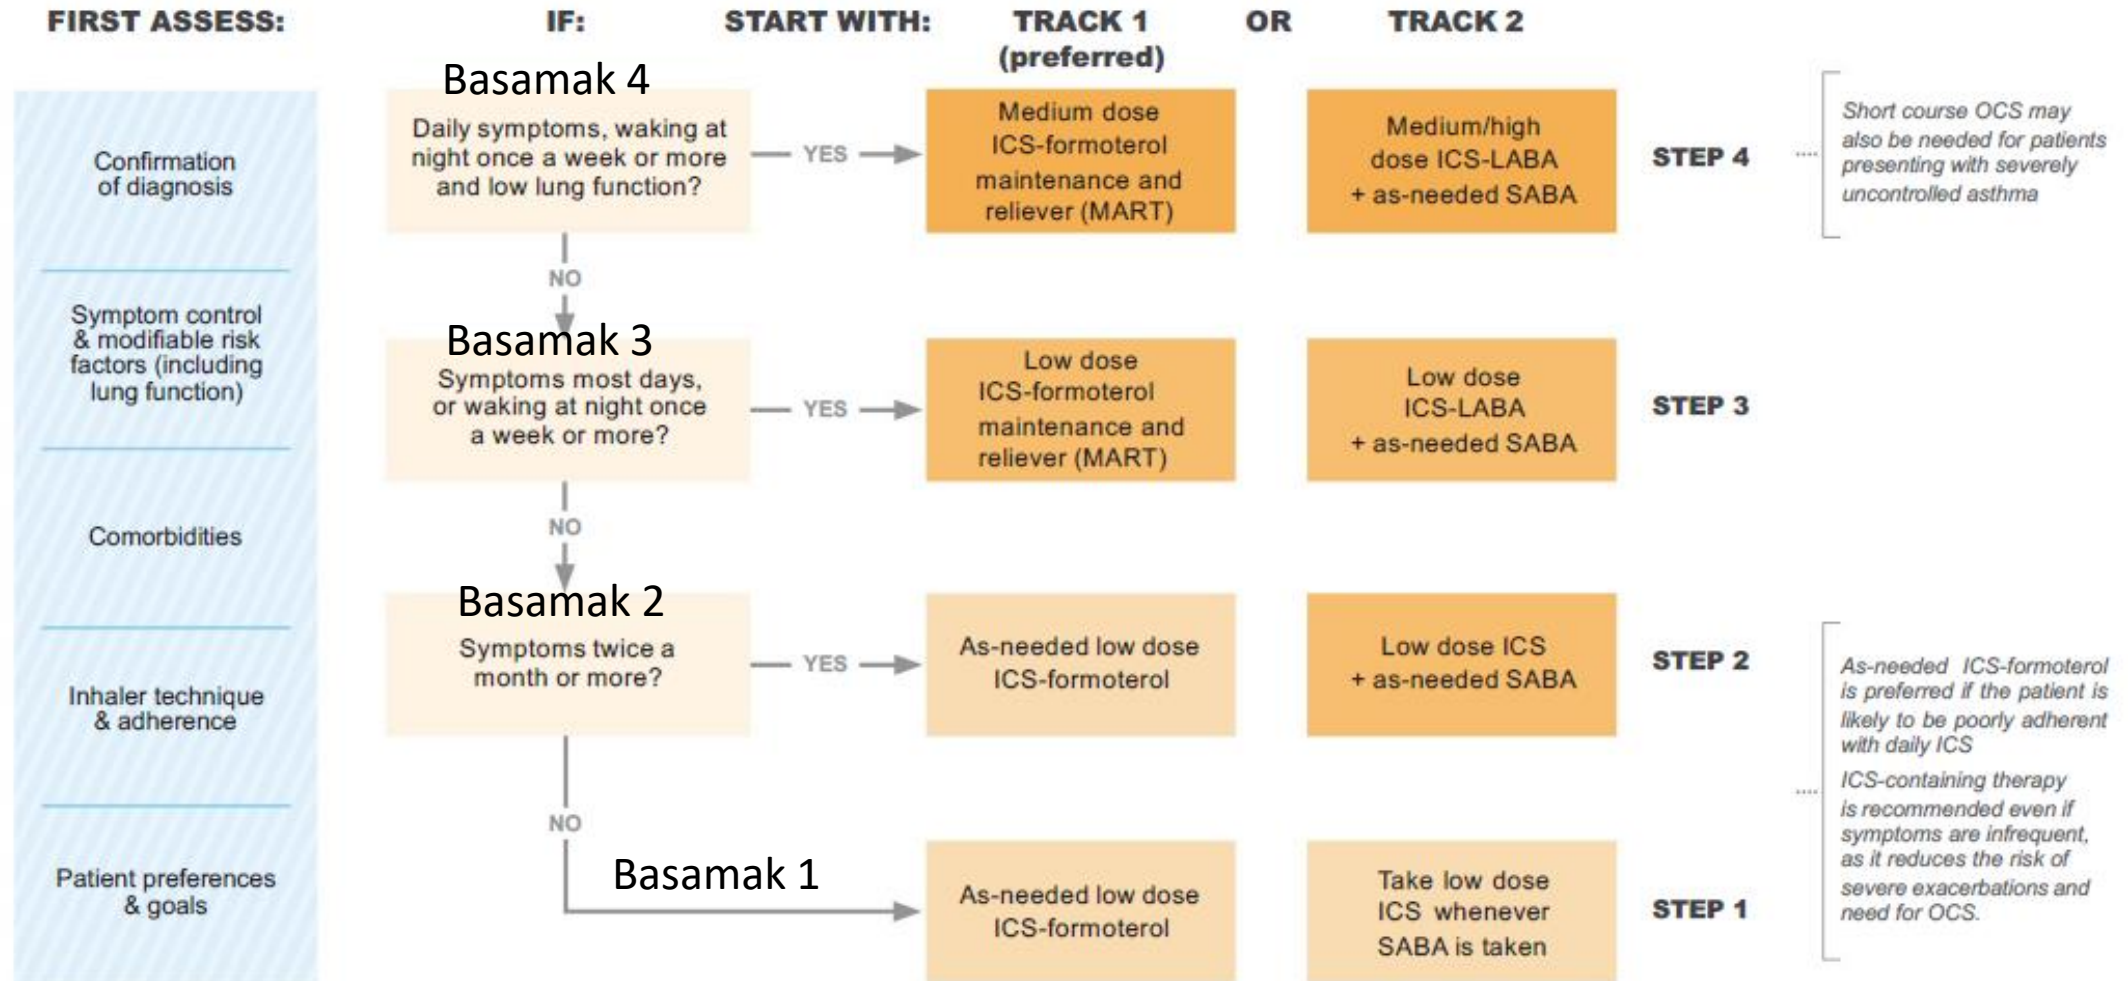 FIRST ASSESS:
IF:
START WITH:
TRACK 1
(preferred)
OR
TRACK 2
Confirmation
of diagnosis
Symptom control
& modifiable risk
factors (including
lung function)
Comorbidities
Inhaler technique
& adherence
Patient preferences
& goals
Basamak 4
Daily symptoms, waking at
night once a week or more
and low lung function?
YES
Medium dose
ICS-formoterol
maintenance and
reliever (MART)
Medium/high
dose ICS-LABA
+ as-needed SABA
STEP 4
Short course OCS may
also be needed for patients
presenting with severely
uncontrolled asthma
NO
Basamak 3
Symptoms most days,
or waking at night once
a week or more?
YES
Low dose
ICS-formoterol
maintenance and
reliever (MART)
Low dose
ICS-LABA
+ as-needed SABA
STEP 3
NO
Basamak 2
Symptoms twice a
month or more?
YES
As-needed low dose
ICS-formoterol
Low dose ICS
+ as-needed SABA
STEP 2
NO
Basamak 1
As-needed low dose
ICS-formoterol
Take low dose
ICS whenever
SABA is taken
STEP 1
As-needed ICS-formoterol
is preferred if the patient is
likely to be poorly adherent
with daily ICS
ICS-containing therapy
is recommended even if
symptoms are infrequent,
as it reduces the risk of
severe exacerbations and
need for OCS.